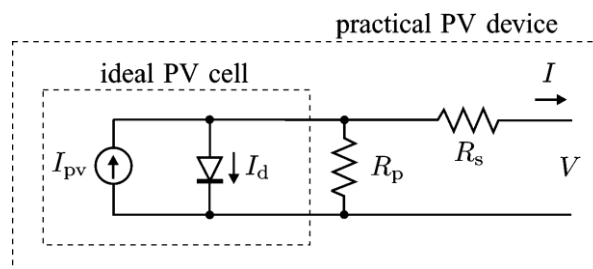 practical PV device
ideal PV cell
I
I_pv
I_d
R_p
R_s
V